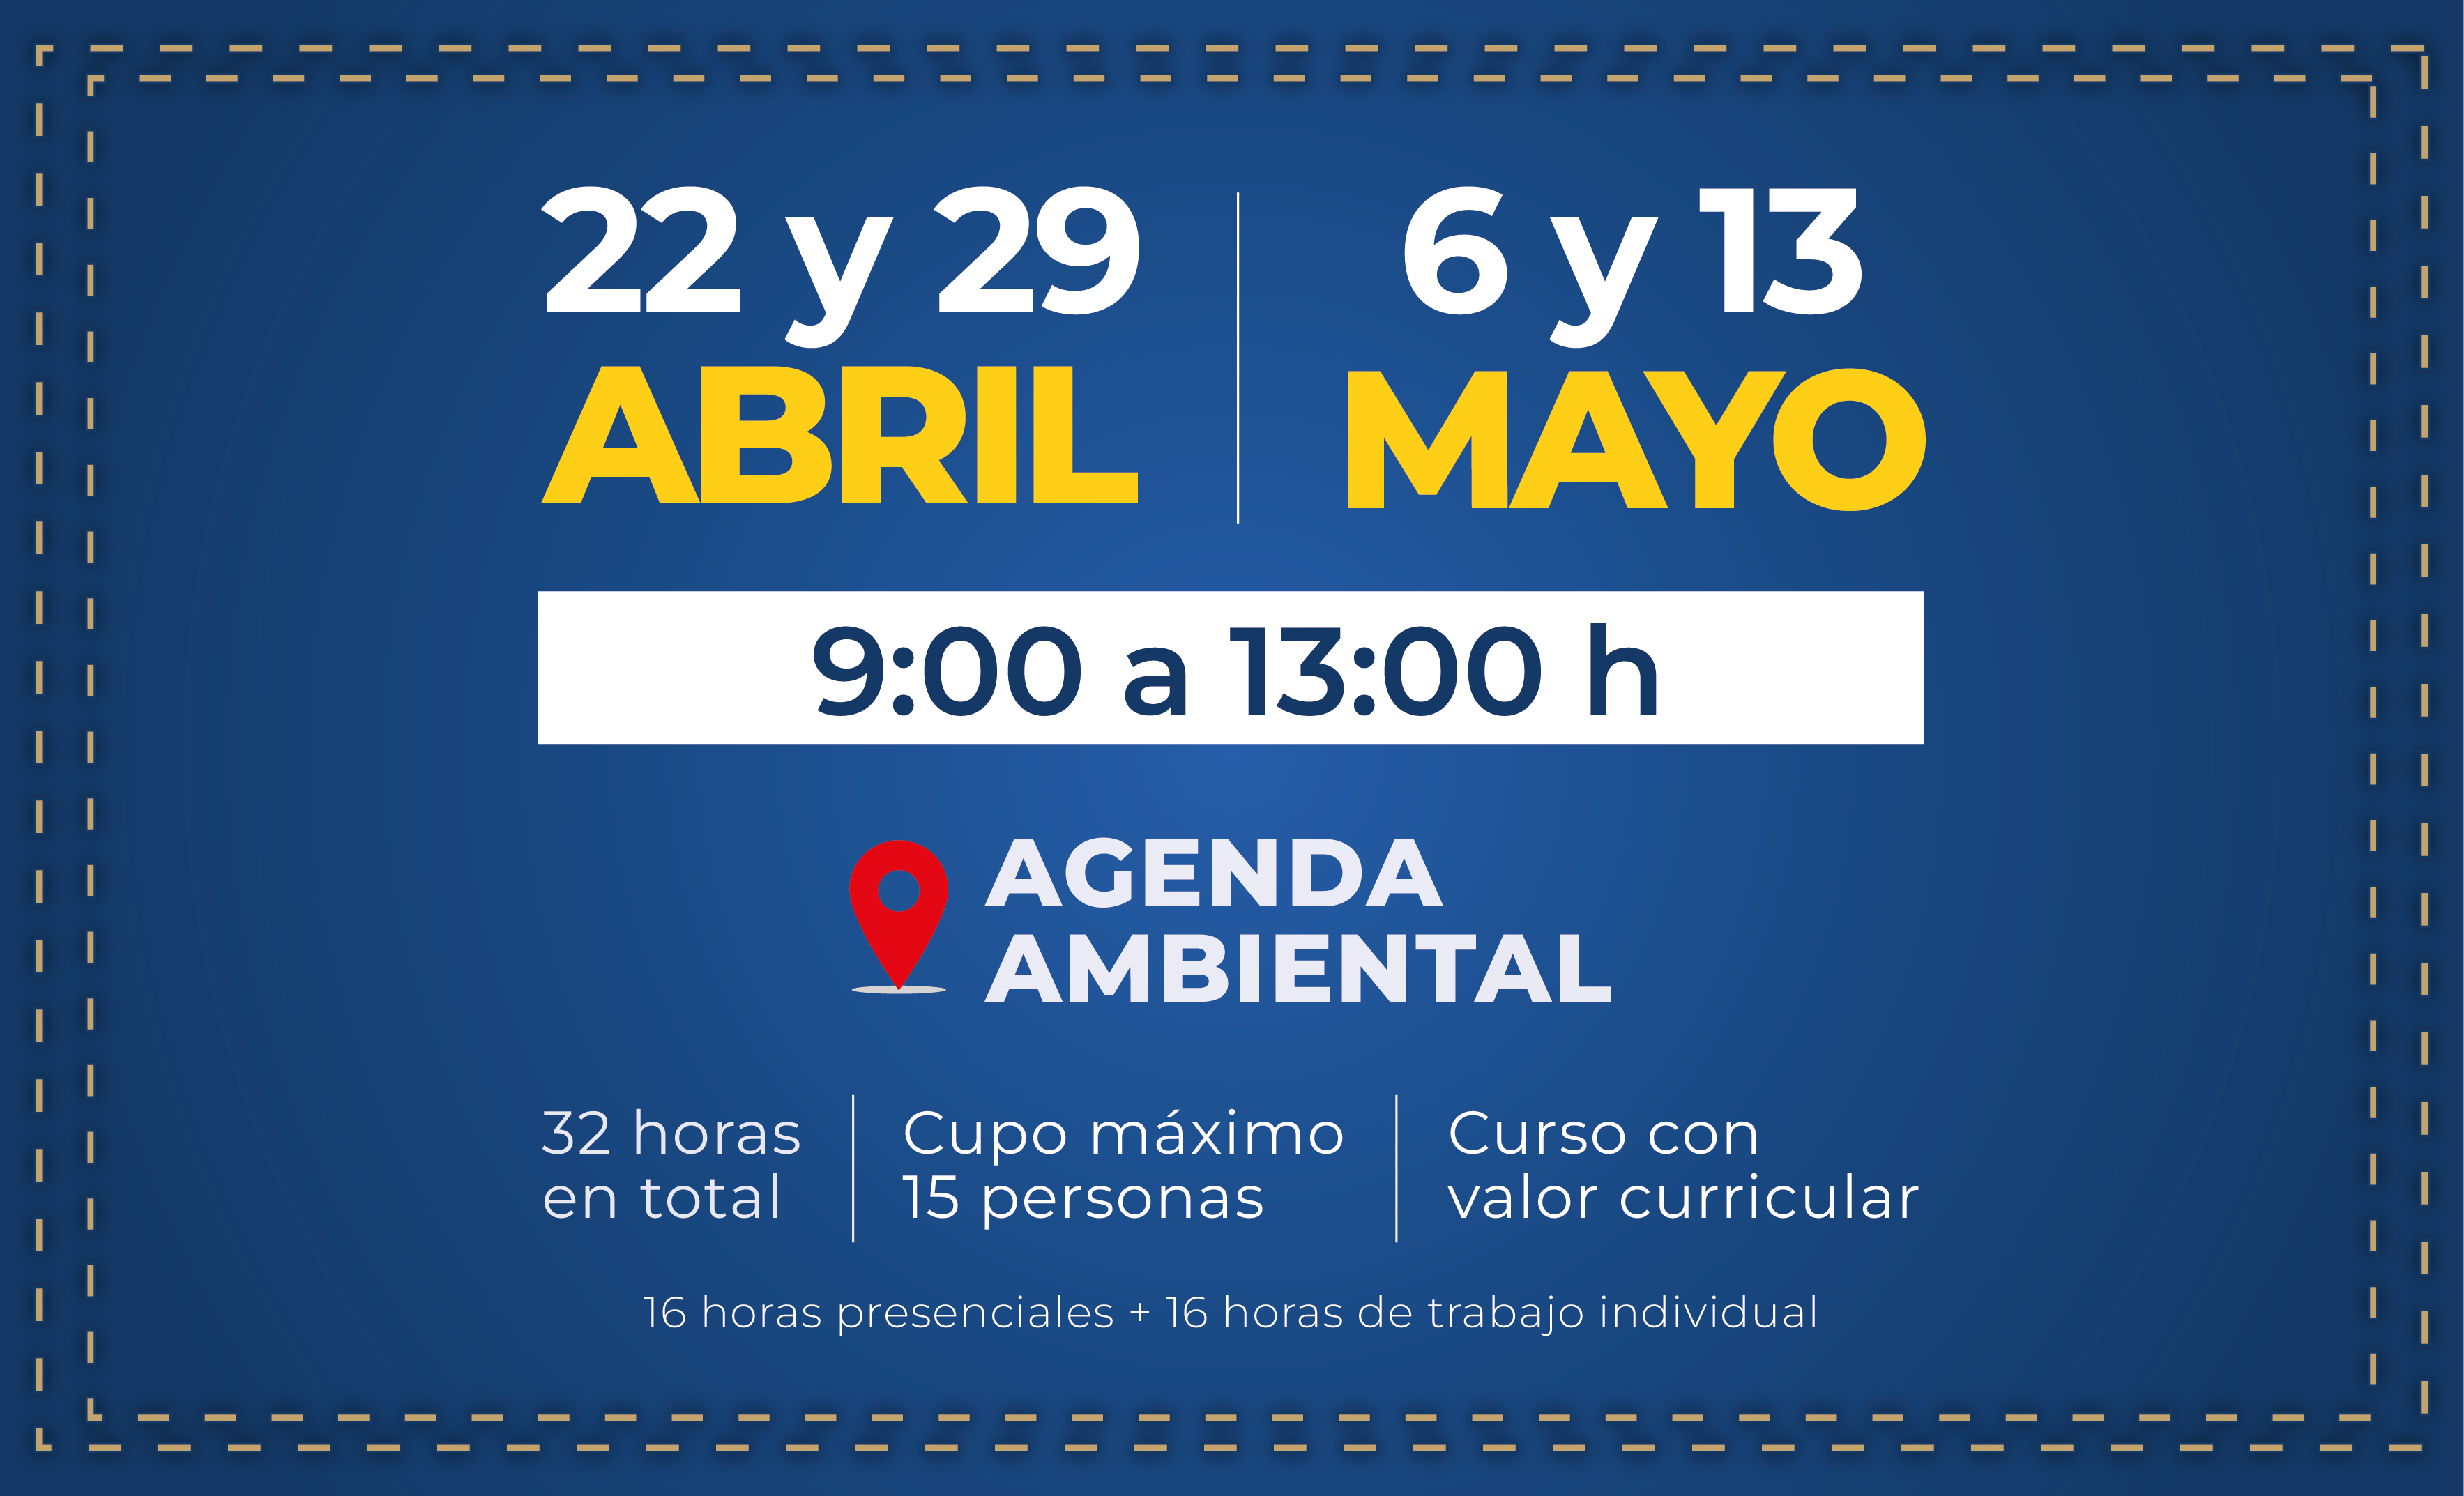 22 y 29
ABRIL
6 y 13
MAYO
9:00 a 13:00 h
AGENDA
AMBIENTAL
32 horas
en total
Cupo máximo
15 personas
Curso con
valor curricular
16 horas presenciales + 16 horas de trabajo individual